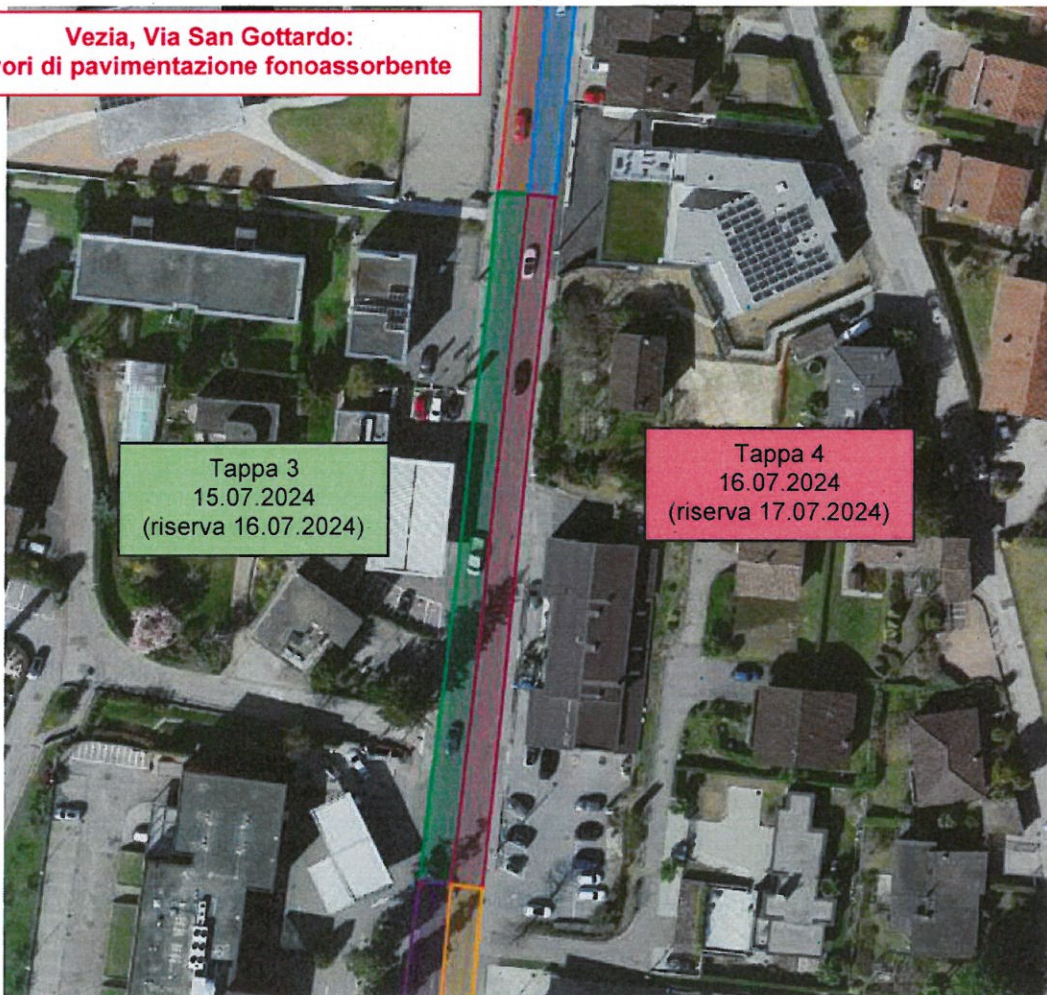 Vezia, Via San Gottardo:
ori di pavimentazione fonoassorbente
Tappa 3
15.07.2024
(riserva 16.07.2024)
Tappa 4
16.07.2024
(riserva 17.07.2024)